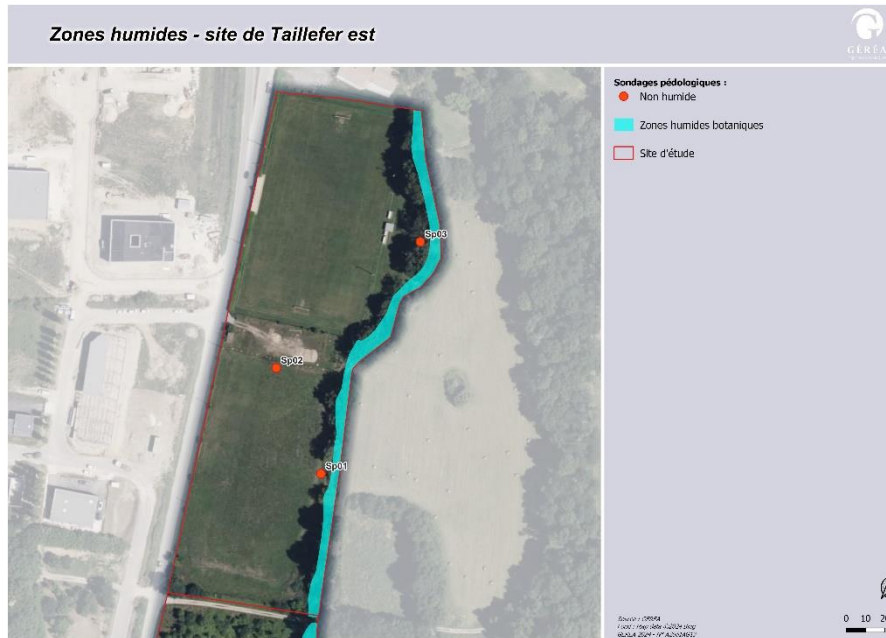 Zones humides - site de Taillefer est
GÉRÉA
Sondages pédologiques :
Non humide
Zones humides botaniques
Site d'étude
Sp03
Sp02
Sp01
0 10 20